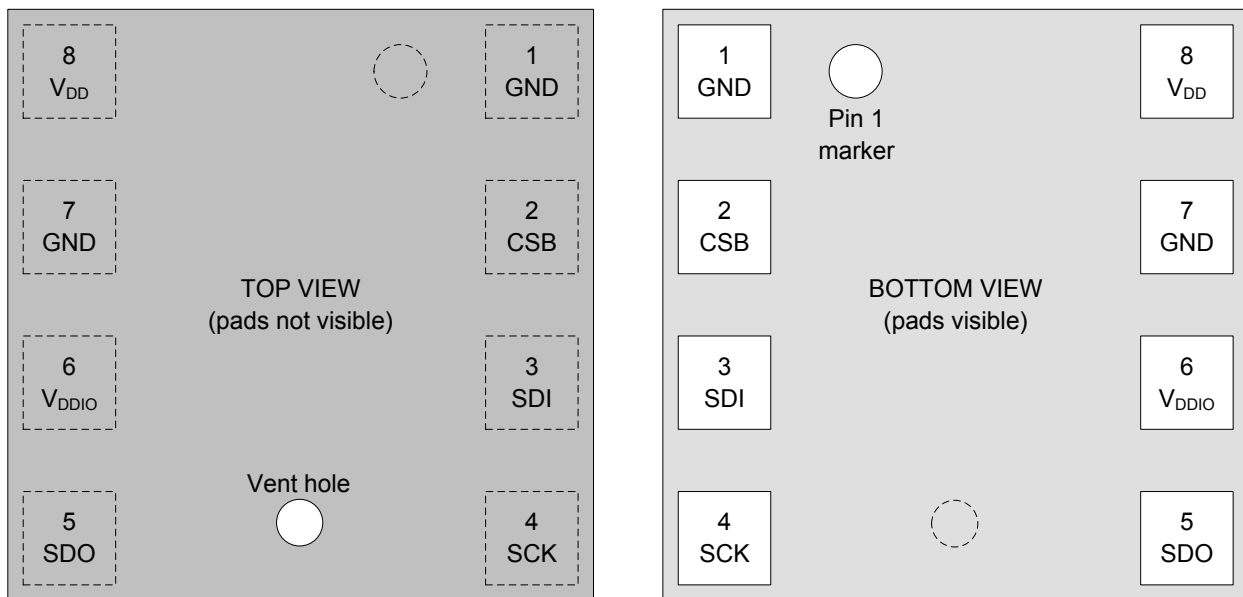 8
VDD
1
GND
7
GND
2
CSB
TOP VIEW
(pads not visible)
6
VDDIO
3
SDI
Vent hole
5
SDO
4
SCK
1
GND
Pin 1
marker
8
VDD
2
CSB
7
GND
BOTTOM VIEW
(pads visible)
3
SDI
6
VDDIO
4
SCK
5
SDO